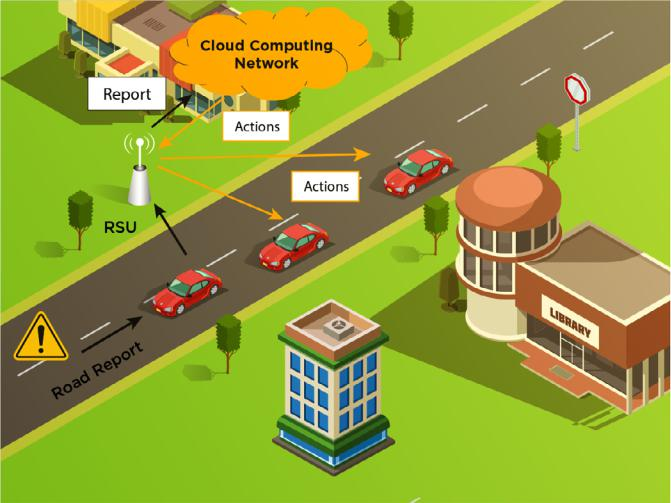 Cloud Computing
Network
Report
Actions
Actions
RSU
Road Report
LIBRARY